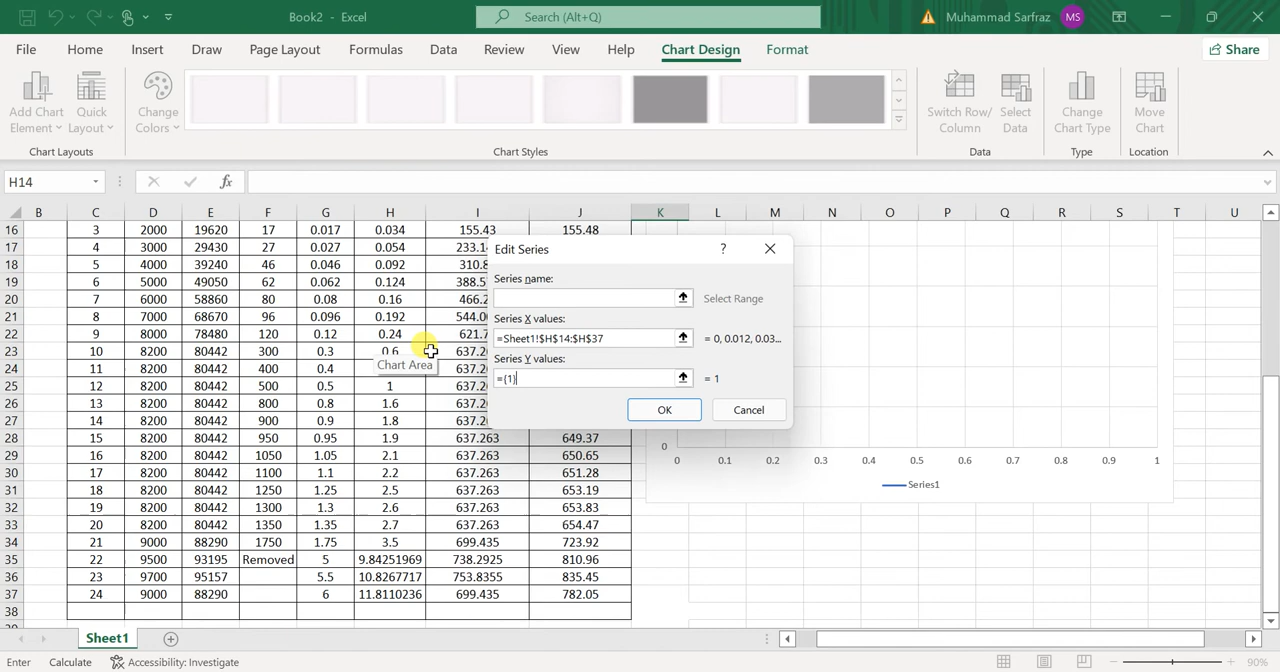 Book2 - Excel
Search (Alt+Q)
Muhammad Sarfraz MS
File Home Insert Draw Page Layout Formulas Data Review View Help Chart Design Format Share
Add Chart Element Quick Layout Change Colors Switch Row/ Column Select Data Change Chart Type Move Chart
Chart Layouts Chart Styles Data Type Location
H14 fx
B C D E F G H I J K L M N O P Q R S T U
16 3 2000 19620 17 0.017 0.034 155.43 155.48
17 4 3000 29430 27 0.027 0.054
18 5 4000 39240 46 0.046 0.092 310.8
19 6 5000 49050 62 0.062 0.124
20 7 6000 58860 80 0.08 0.16 466.2
21 8 7000 68670 96 0.096 0.192
22 9 8000 78480 120 0.12 0.24 621.7
23 10 8200 80442 300 0.3 0.6
24 11 8200 80442 400 0.4
25 12 8200 80442 500 0.5 1
26 13 8200 80442 800 0.8 1.6
27 14 8200 80442 900 0.9 1.8
28 15 8200 80442 950 0.95 1.9 637.263 649.37
29 16 8200 80442 1050 1.05 2.1 637.263 650.65
30 17 8200 80442 1100 1.1 2.2 637.263 651.28
31 18 8200 80442 1250 1.25 2.5 637.263 653.19
32 19 8200 80442 1300 1.3 2.6 637.263 653.83
33 20 8200 80442 1350 1.35 2.7 637.263 654.47
34 21 9000 88290 1750 1.75 3.5 699.435 723.92
35 22 9500 93195 Removed 5 9.84251969 738.2925 810.96
36 23 9700 95157 5.5 10.8267717 753.8355 835.45
37 24 9000 88290 6 11.8110236 699.435 782.05
38
Chart Area
Edit Series ?
Series name:
Select Range
Series X values:
=Sheet1!$H$14:$H$37 = 0, 0.012, 0.03...
Series Y values:
={1} = 1
OK Cancel
0
0 0.1 0.2 0.3 0.4 0.5 0.6 0.7 0.8 0.9 1
Series1
Sheet1
Enter Calculate Accessibility: Investigate 90%